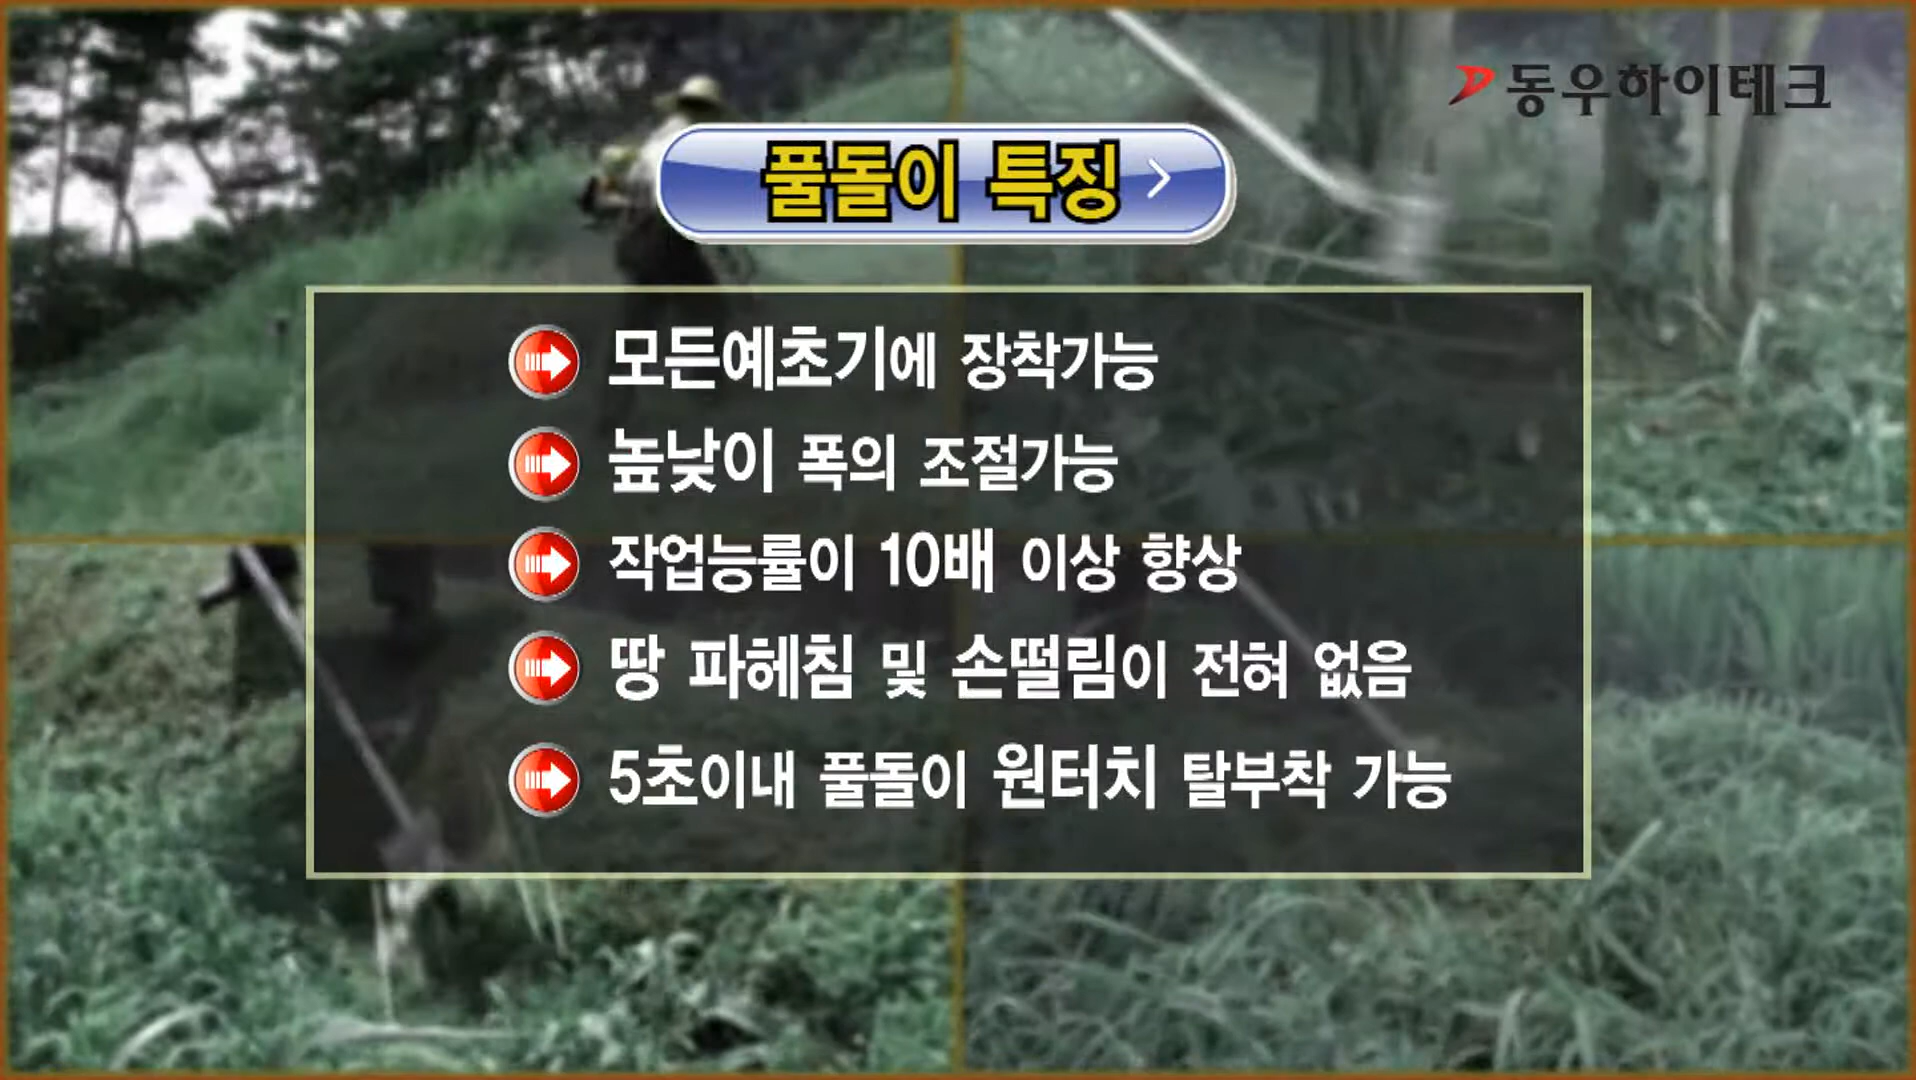 동우하이테크
풀돌이 특징
모든예초기에 장착가능
높낮이 폭의 조절가능
작업능률이 10배 이상 향상
땅 파헤침 및 손떨림이 전혀 없음
5초이내 풀돌이 원터치 탈부착 가능